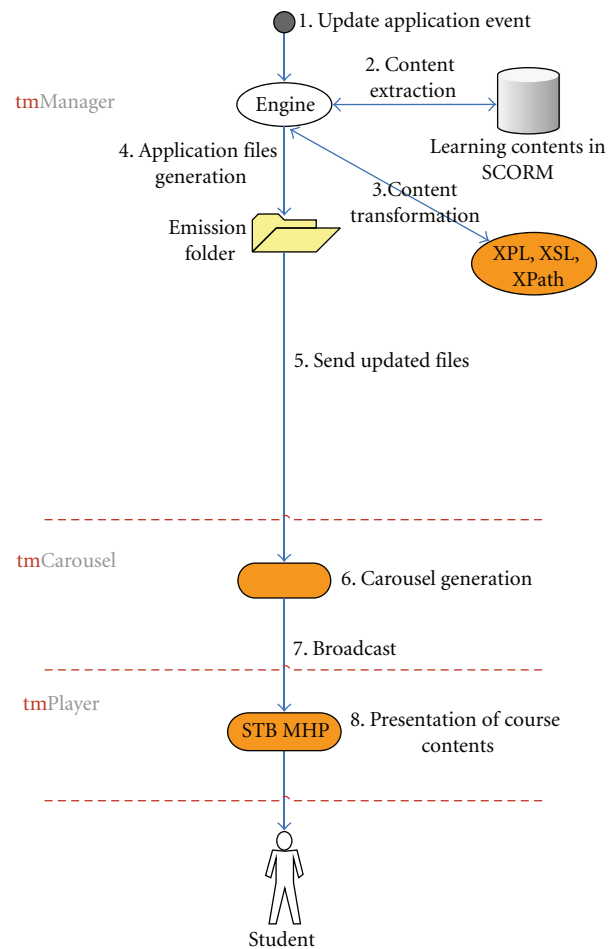 1. Update application event
2. Content
extraction
tmManager
Engine
Learning contents in
SCORM
4. Application files
generation
3.Content
transformation
Emission
folder
XPL, XSL,
XPath
5. Send updated files
tmCarousel
6. Carousel generation
7. Broadcast
tmPlayer
STB MHP
8. Presentation of course
contents
Student